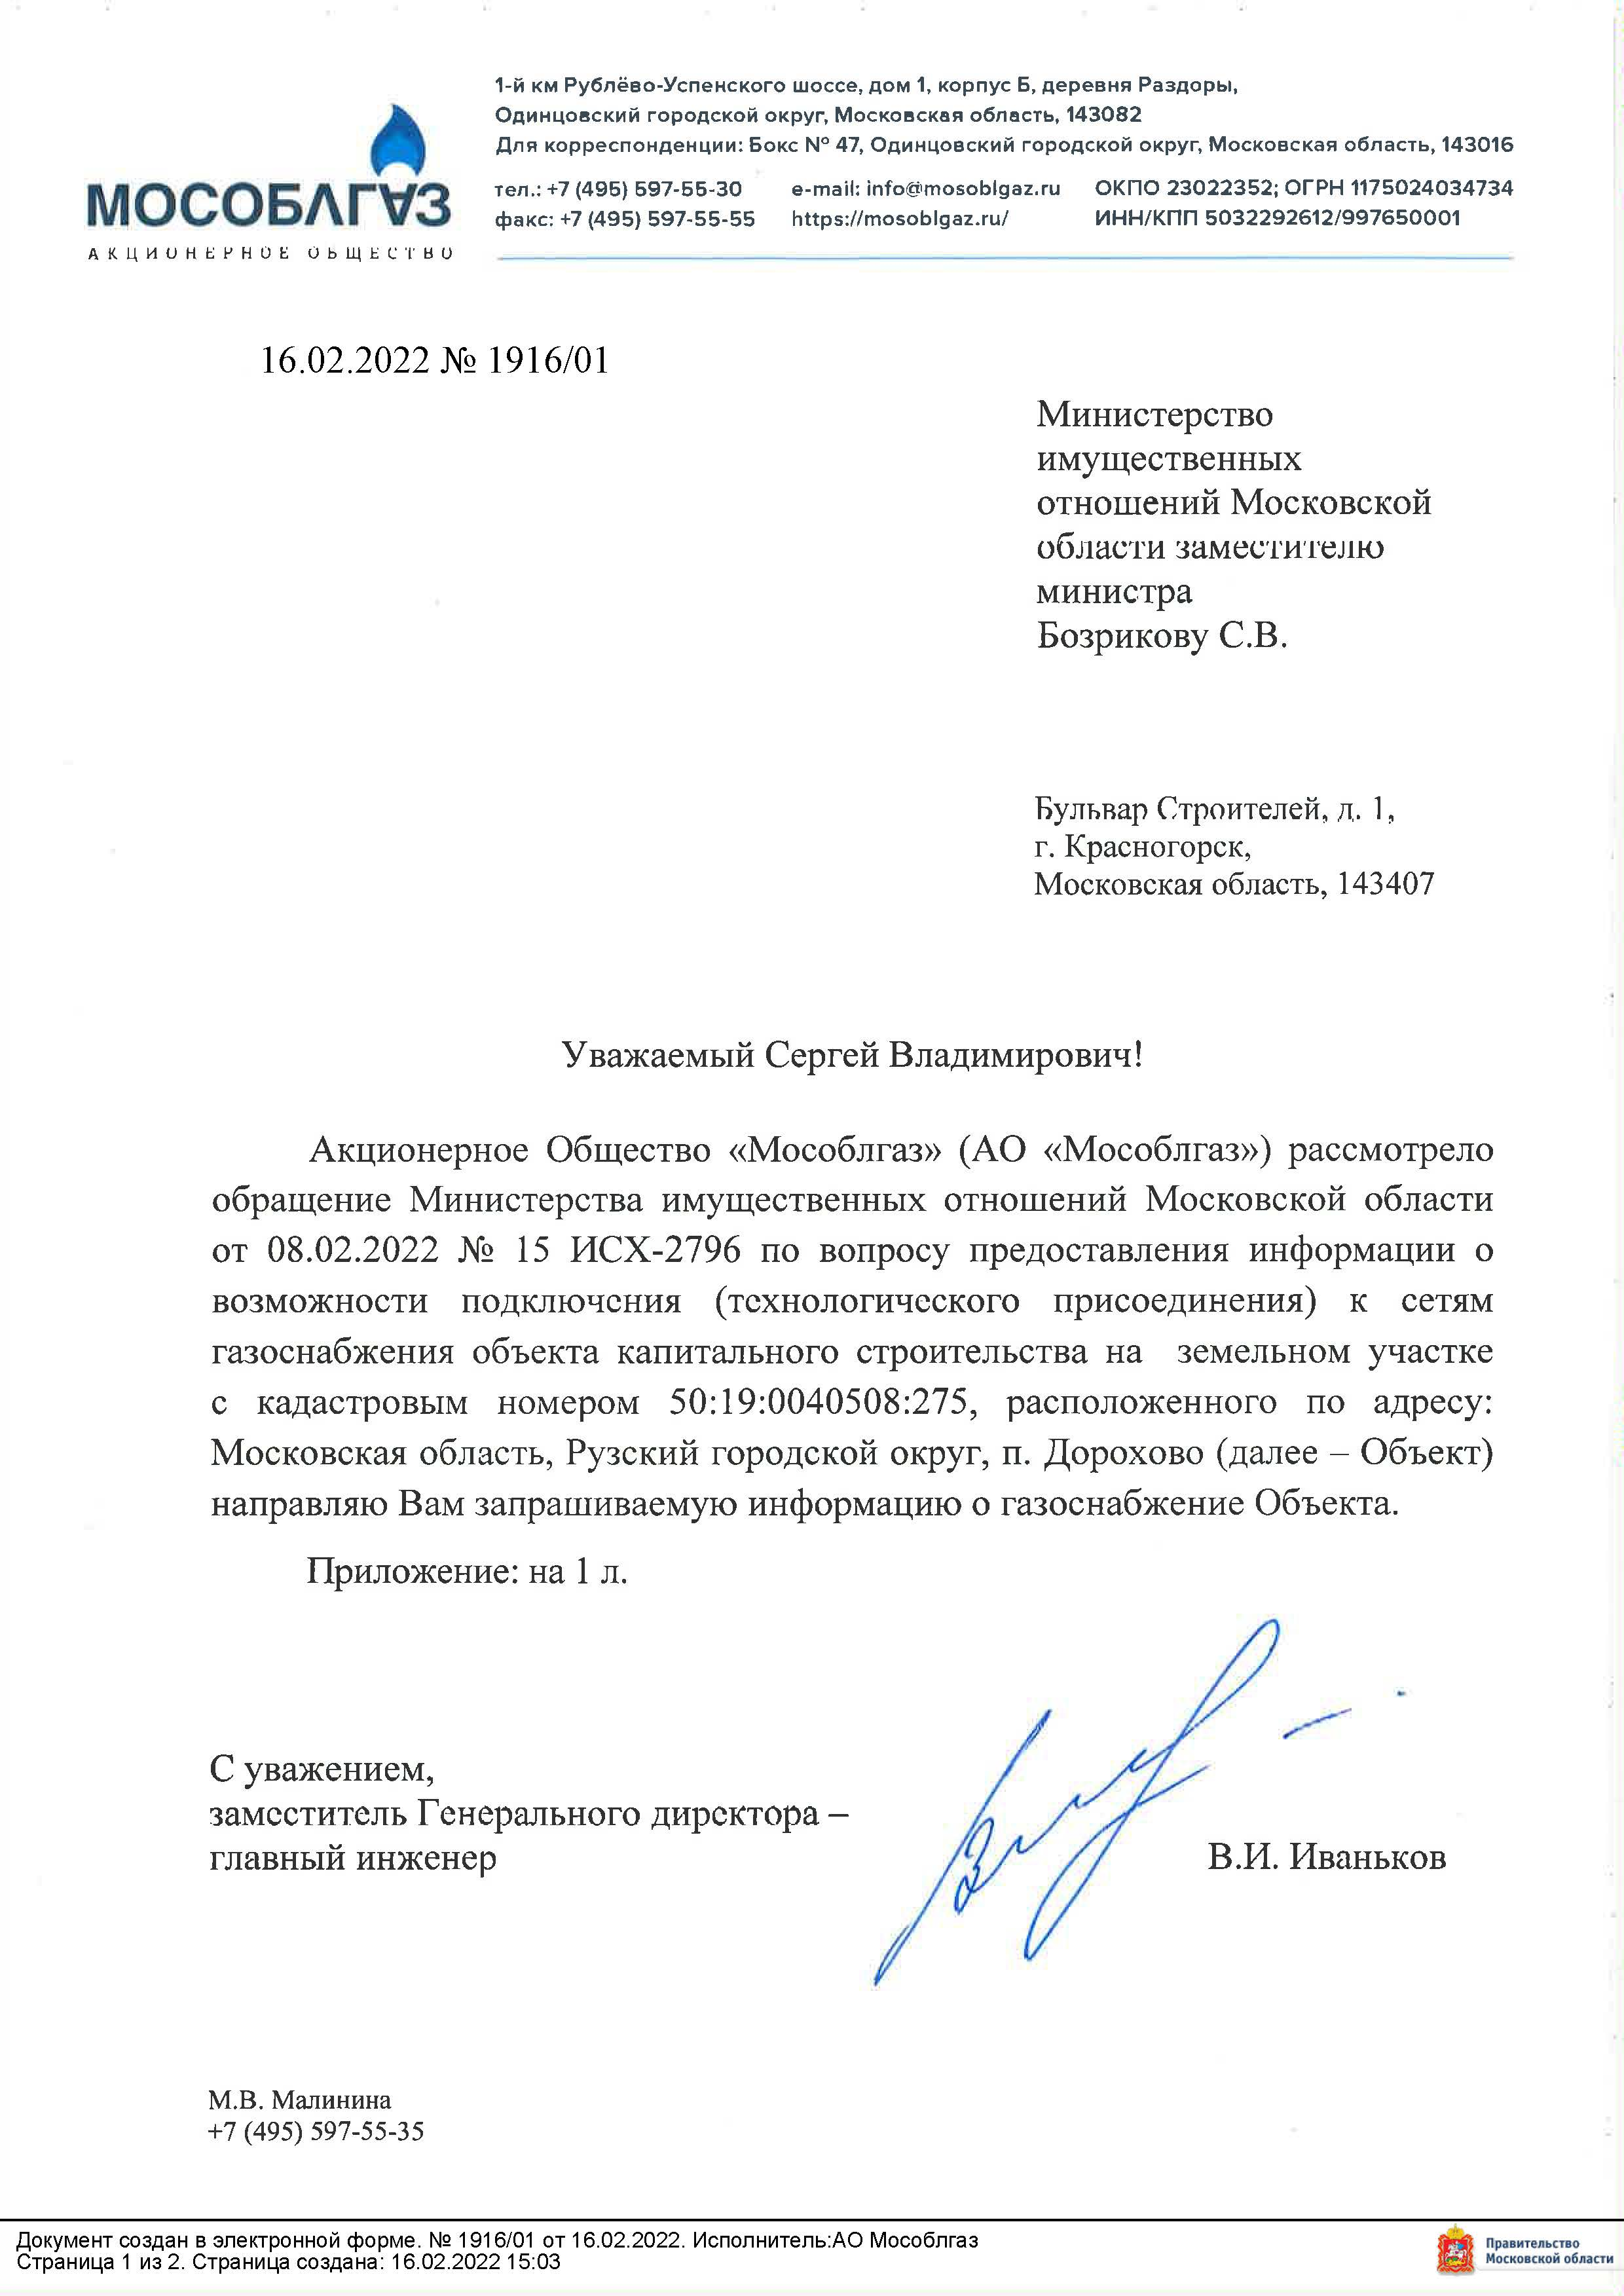 1-й км Рублёво-Успенского шоссе, дом 1, корпус Б, деревня Раздоры,
Одинцовский городской округ, Московская область, 143082
Для корреспонденции: Бокс № 47, Одинцовский городской округ, Московская область, 143016
МОСОБЛГАЗ
АКЦИОНЕРНОЕ ОБЩЕСТВО
тел.: +7 (495) 597-55-30 e-mail: info@mosoblgaz.ru ОКПО 23022352; ОГРН 1175024034734
факс: +7 (495) 597-55-55 https://mosoblgaz.ru/ ИНН/КПП 5032292612/997650001
16.02.2022 № 1916/01
Министерство
имущественных
отношений Московской
области заместителю
министра
Бозрикову С.В.
Бульвар Строителей, д. 1,
г. Красногорск,
Московская область, 143407
Уважаемый Сергей Владимирович!
Акционерное Общество «Мособлгаз» (АО «Мособлгаз») рассмотрело
обращение Министерства имущественных отношений Московской области
от 08.02.2022 № 15 ИСХ-2796 по вопросу предоставления информации о
возможности подключения (технологического присоединения) к сетям
газоснабжения объекта капитального строительства на земельном участке
с кадастровым номером 50:19:0040508:275, расположенного по адресу:
Московская область, Рузский городской округ, п. Дорохово (далее – Объект)
направляю Вам запрашиваемую информацию о газоснабжение Объекта.
Приложение: на 1 л.
С уважением,
заместитель Генерального директора –
главный инженер
В.И. Иваньков
М.В. Малинина
+7 (495) 597-55-35
Документ создан в электронной форме. № 1916/01 от 16.02.2022. Исполнитель:АО Мособлгаз
Страница 1 из 2. Страница создана: 16.02.2022 15:03
Правительство
Московской области